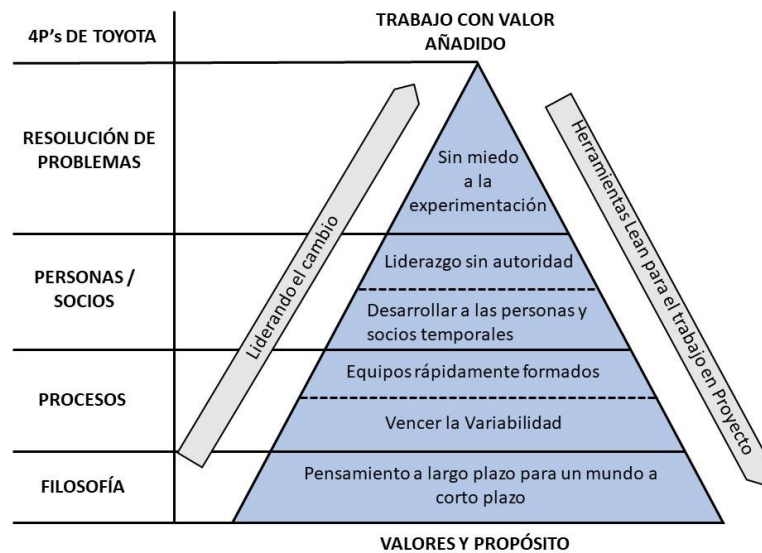 4P's DE TOYOTA
TRABAJO CON VALOR
AÑADIDO
RESOLUCIÓN DE
PROBLEMAS
Sin miedo
a la
experimentación
PERSONAS /
SOCIOS
Liderazgo sin autoridad
Desarrollar a las personas y
socios temporales
PROCESOS
Equipos rápidamente formados
Vencer la Variabilidad
FILOSOFÍA
Pensamiento a largo plazo para un mundo a
corto plazo
VALORES Y PROPÓSITO
Liderando el cambio
Herramientas Lean para el trabajo en Proyecto